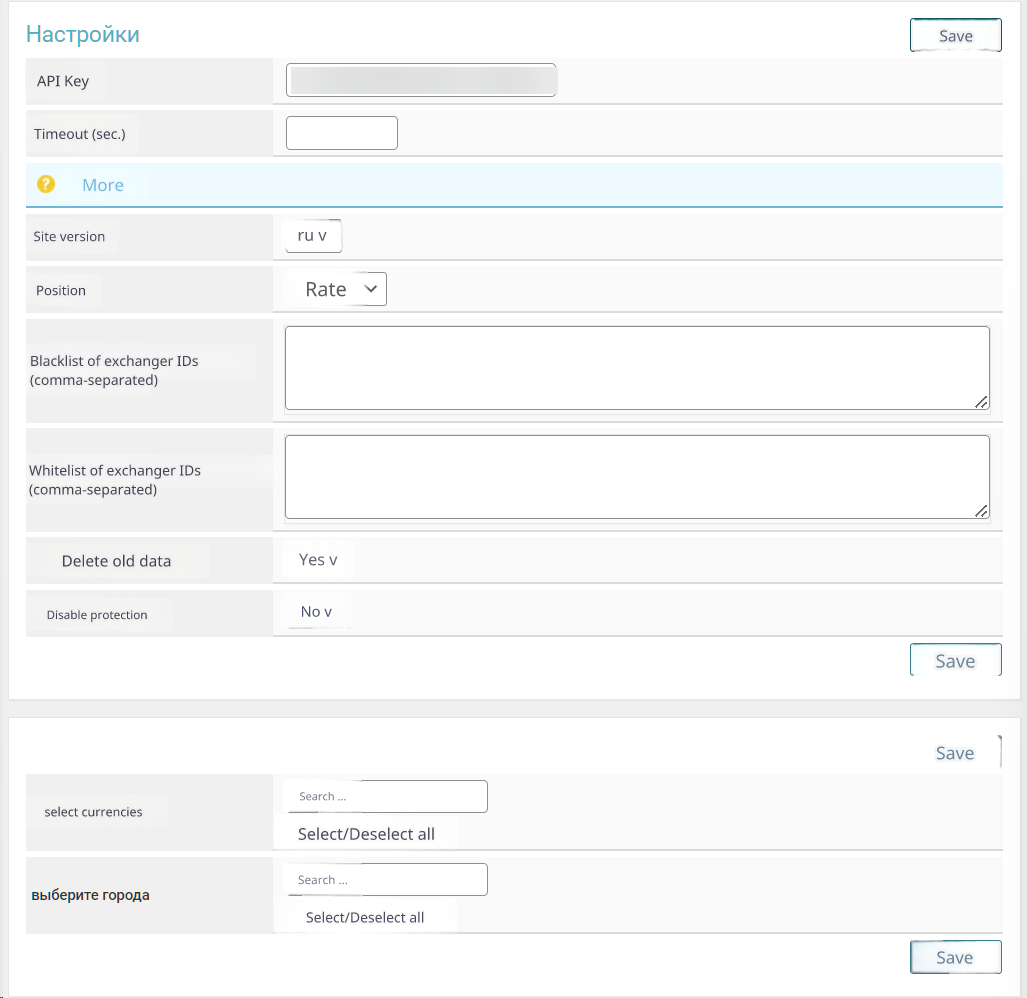 Настройки
Save
API Key
Timeout (sec.)
?
More
Site version
ru v
Position
Rate
Blacklist of exchanger IDs
(comma-separated)
Whitelist of exchanger IDs
(comma-separated)
Delete old data
Yes v
Disable protection
No v
Save
Save
select currencies
Search ...
Select/Deselect all
выберите города
Search ...
Select/Deselect all
Save